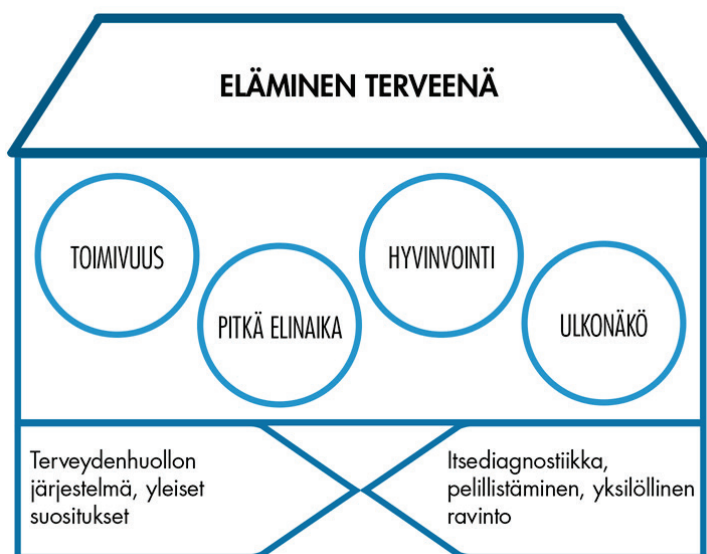 ELÄMINEN TERVEENÄ
TOIMIVUUS
PITKÄ ELINAIKA
HYVINVOINTI
ULKONÄKÖ
Terveydenhuollon
järjestelmä, yleiset
suositukset
Itsediagnostiikka,
pelillistäminen, yksilöllinen
ravinto